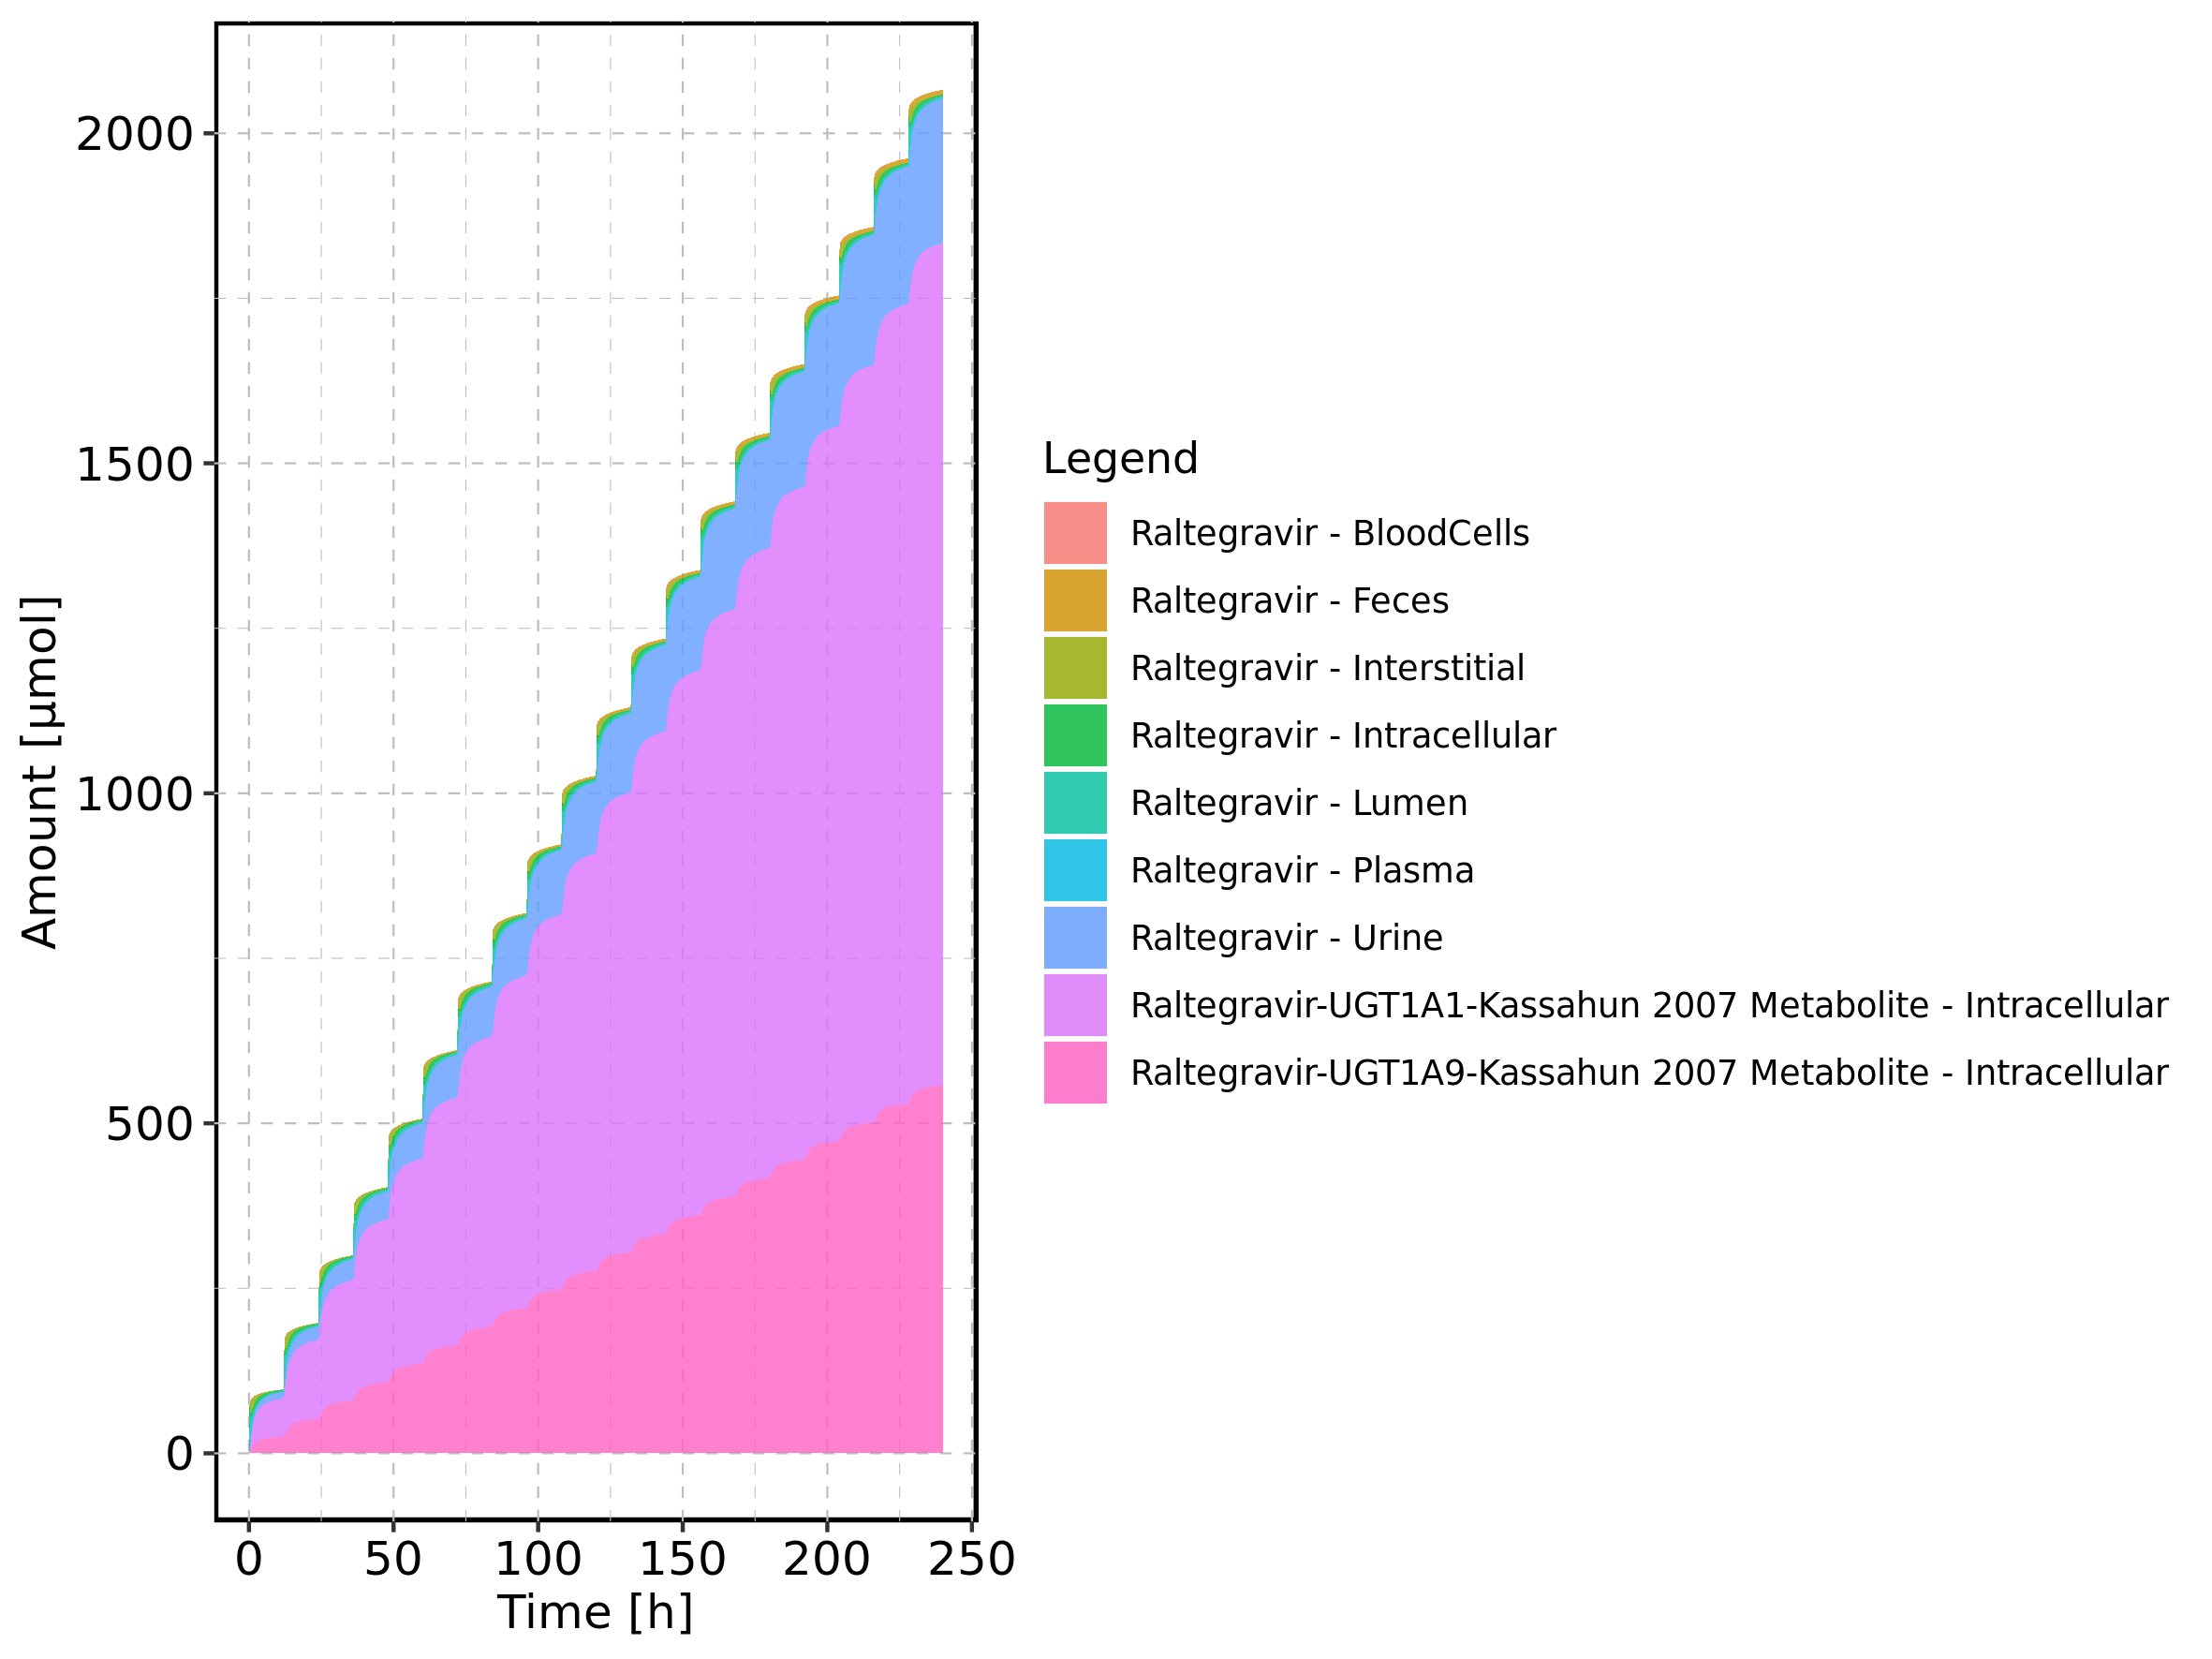 2000
1500
1000
500
0
Amount [µmol]
0 50 100 150 200 250
Time [h]
Legend
Raltegravir - BloodCells
Raltegravir - Feces
Raltegravir - Interstitial
Raltegravir - Intracellular
Raltegravir - Lumen
Raltegravir - Plasma
Raltegravir - Urine
Raltegravir-UGT1A1-Kassahun 2007 Metabolite - Intracellular
Raltegravir-UGT1A9-Kassahun 2007 Metabolite - Intracellular